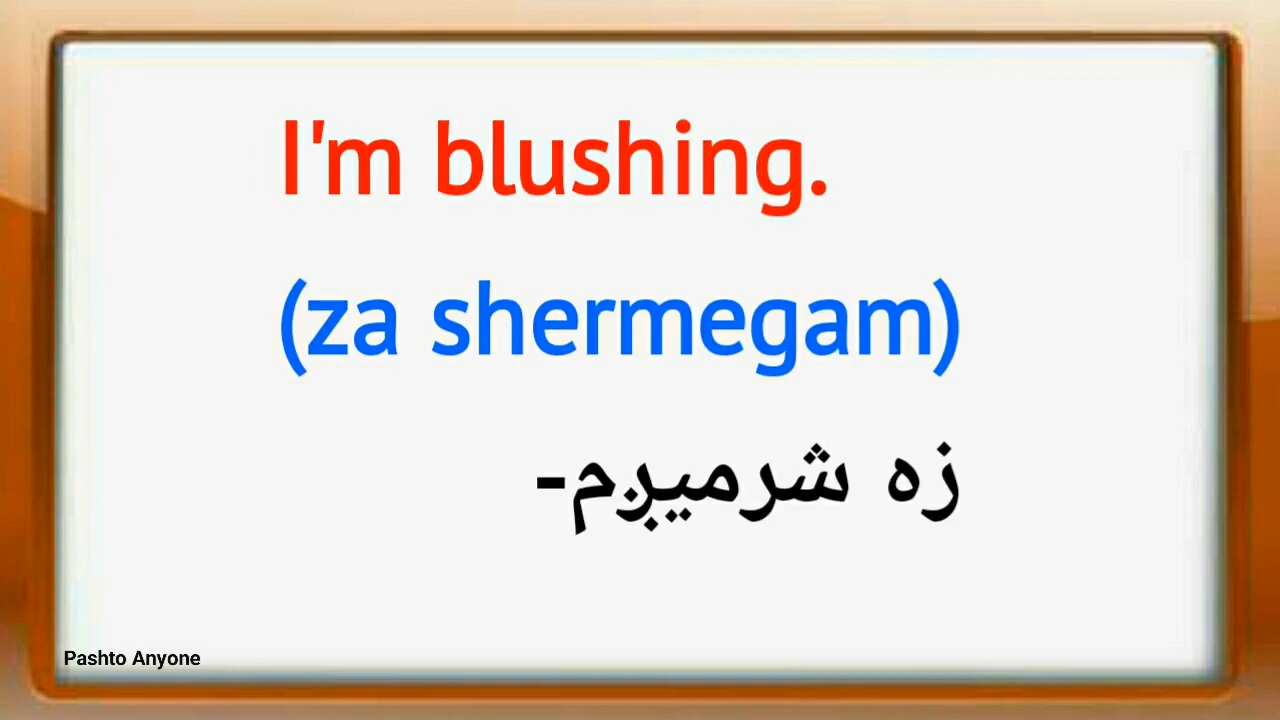 I'm blushing.
(za shermegam)
زه شرمیږم-
Pashto Anyone